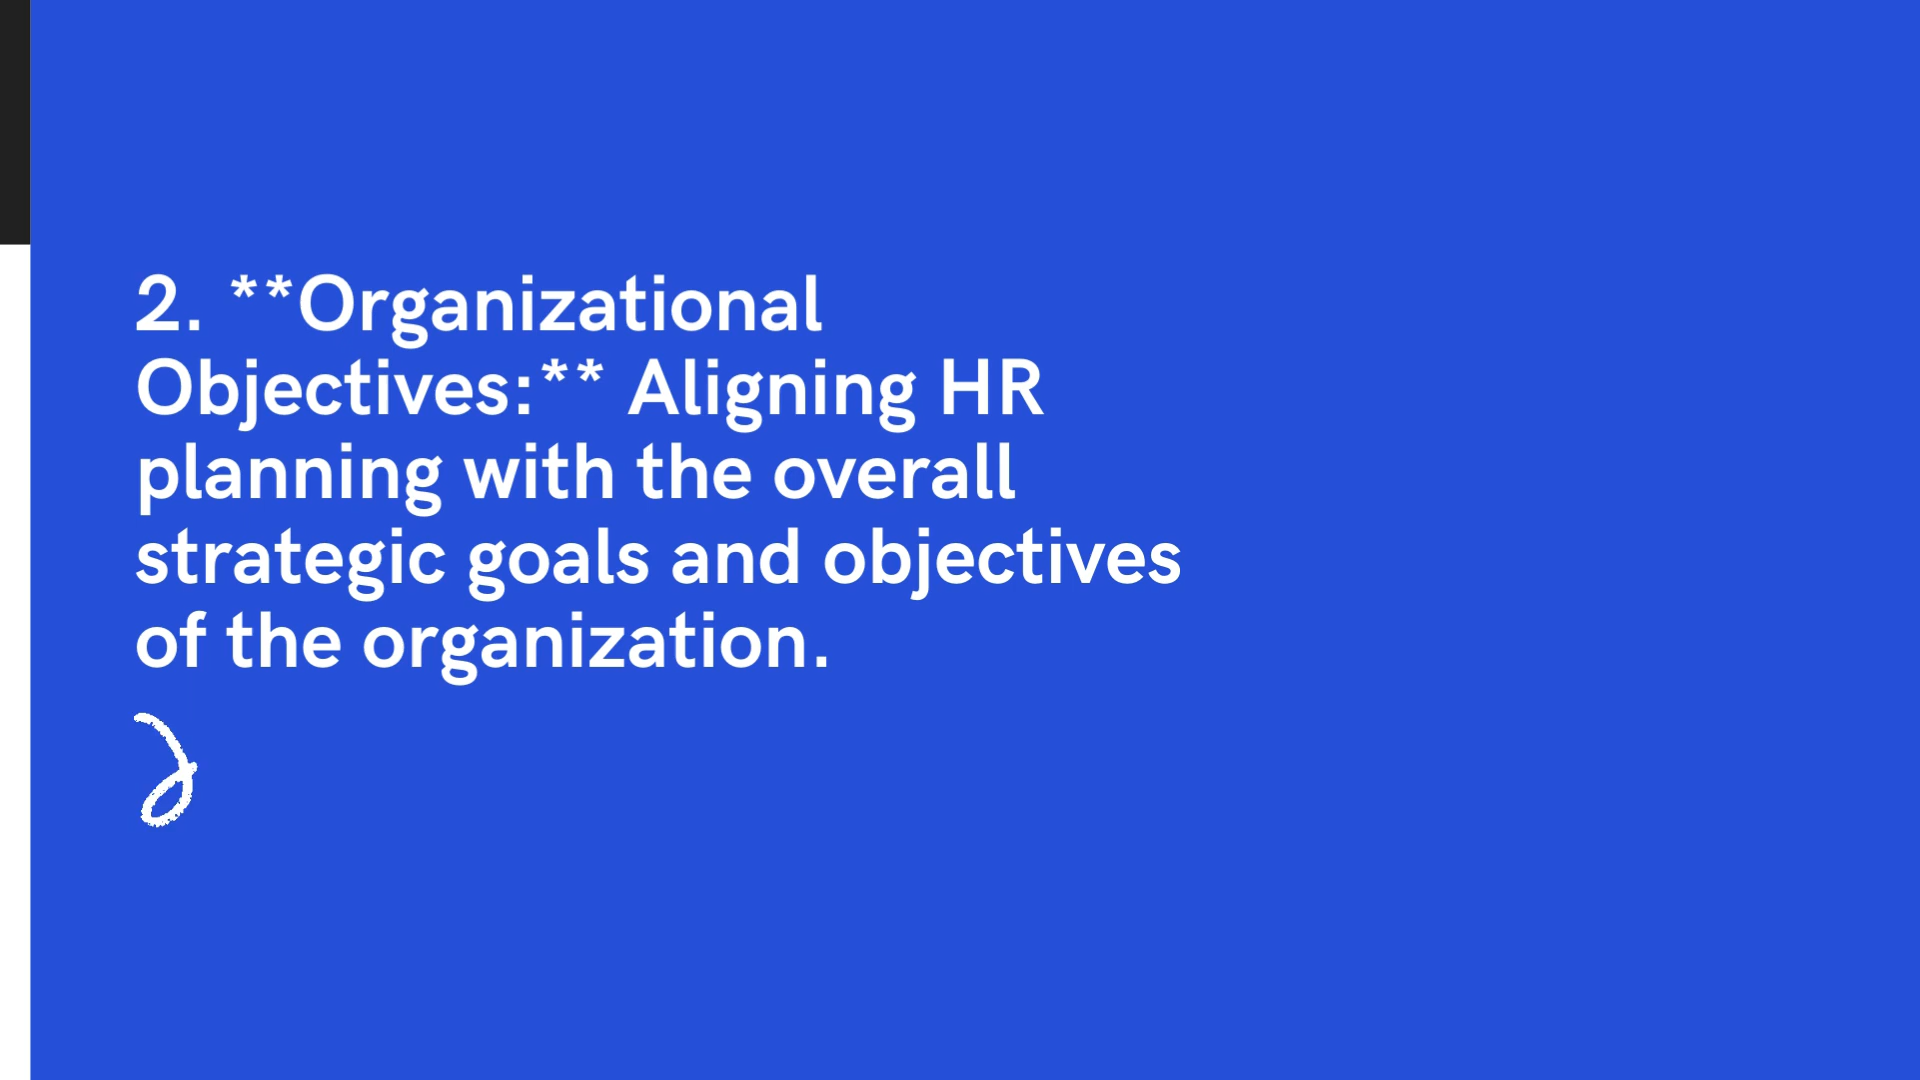 2. **Organizational
Objectives:** Aligning HR
planning with the overall
strategic goals and objectives
of the organization.